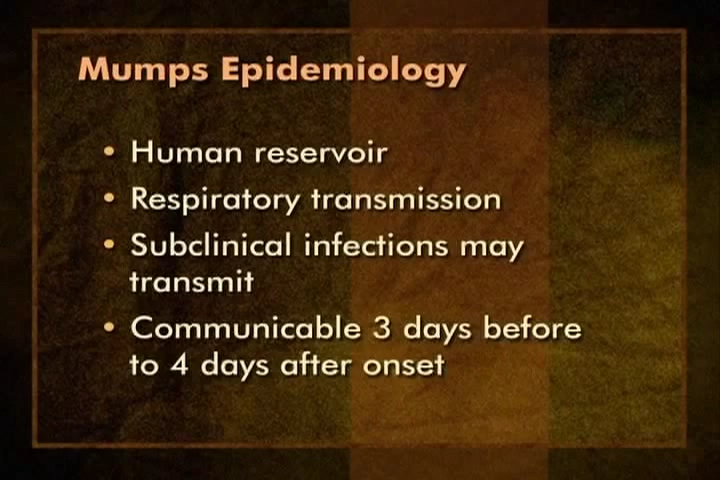 Mumps Epidemiology
• Human reservoir
• Respiratory transmission
• Subclinical infections may
transmit
• Communicable 3 days before
to 4 days after onset